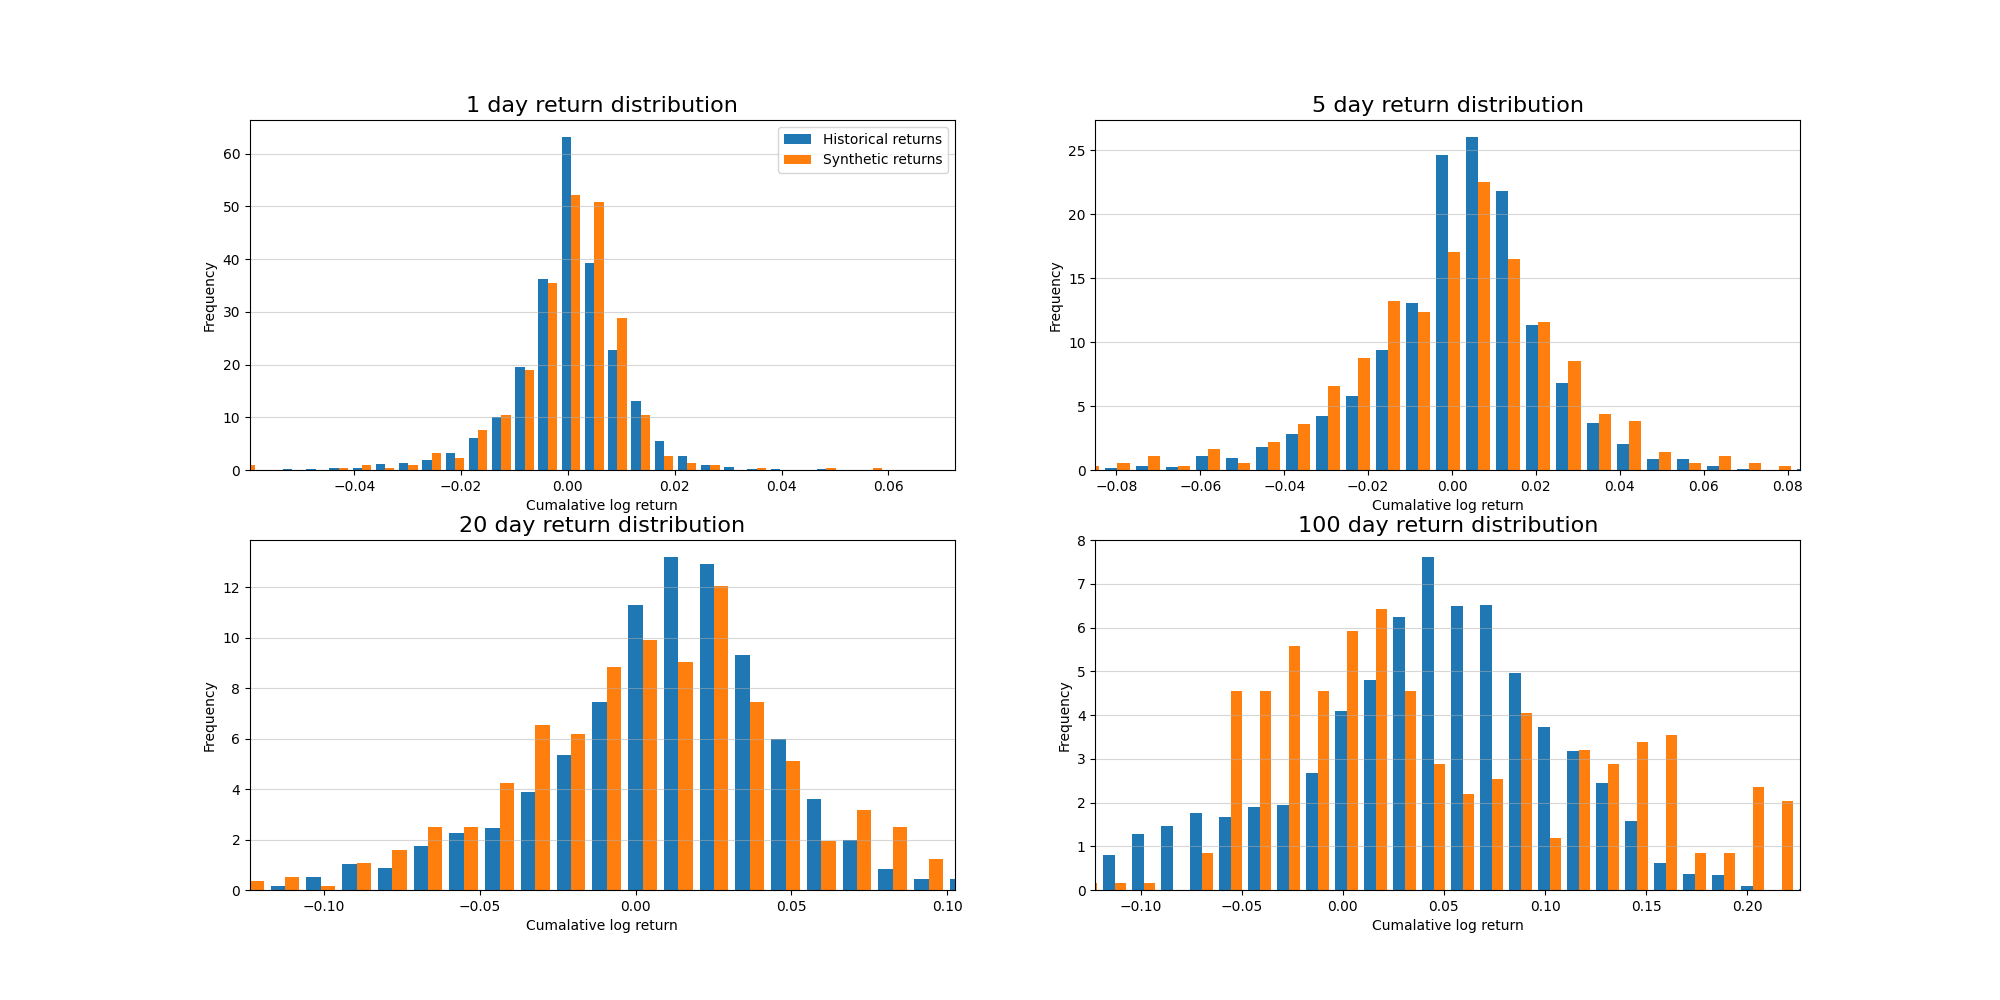 1 day return distribution
Historical returns
Synthetic returns
Frequency
60
50
40
30
20
10
0
−0.04 −0.02 0.00 0.02 0.04 0.06
Cumalative log return
5 day return distribution
Frequency
25
20
15
10
5
0
−0.08 −0.06 −0.04 −0.02 0.00 0.02 0.04 0.06 0.08
Cumalative log return
20 day return distribution
Frequency
12
10
8
6
4
2
0
−0.10 −0.05 0.00 0.05 0.10
Cumalative log return
100 day return distribution
Frequency
8
7
6
5
4
3
2
1
0
−0.10 −0.05 0.00 0.05 0.10 0.15 0.20
Cumalative log return